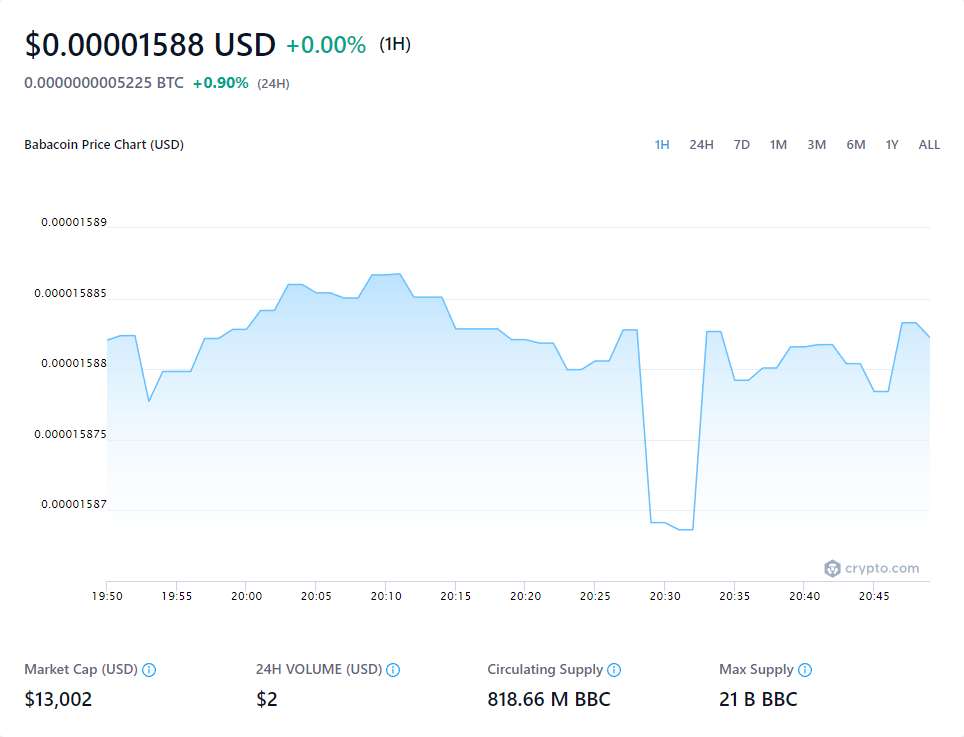 $0.00001588 USD +0.00% (1H)
0.0000000005225 BTC +0.90% (24H)
Babacoin Price Chart (USD) 1H 24H 7D 1M 3M 6M 1Y ALL
0.00001589
0.000015885
0.00001588
0.000015875
0.00001587
crypto.com
19:50 19:55 20:00 20:05 20:10 20:15 20:20 20:25 20:30 20:35 20:40 20:45
Market Cap (USD) 24H VOLUME (USD) Circulating Supply Max Supply
$13,002 $2 818.66 M BBC 21 B BBC